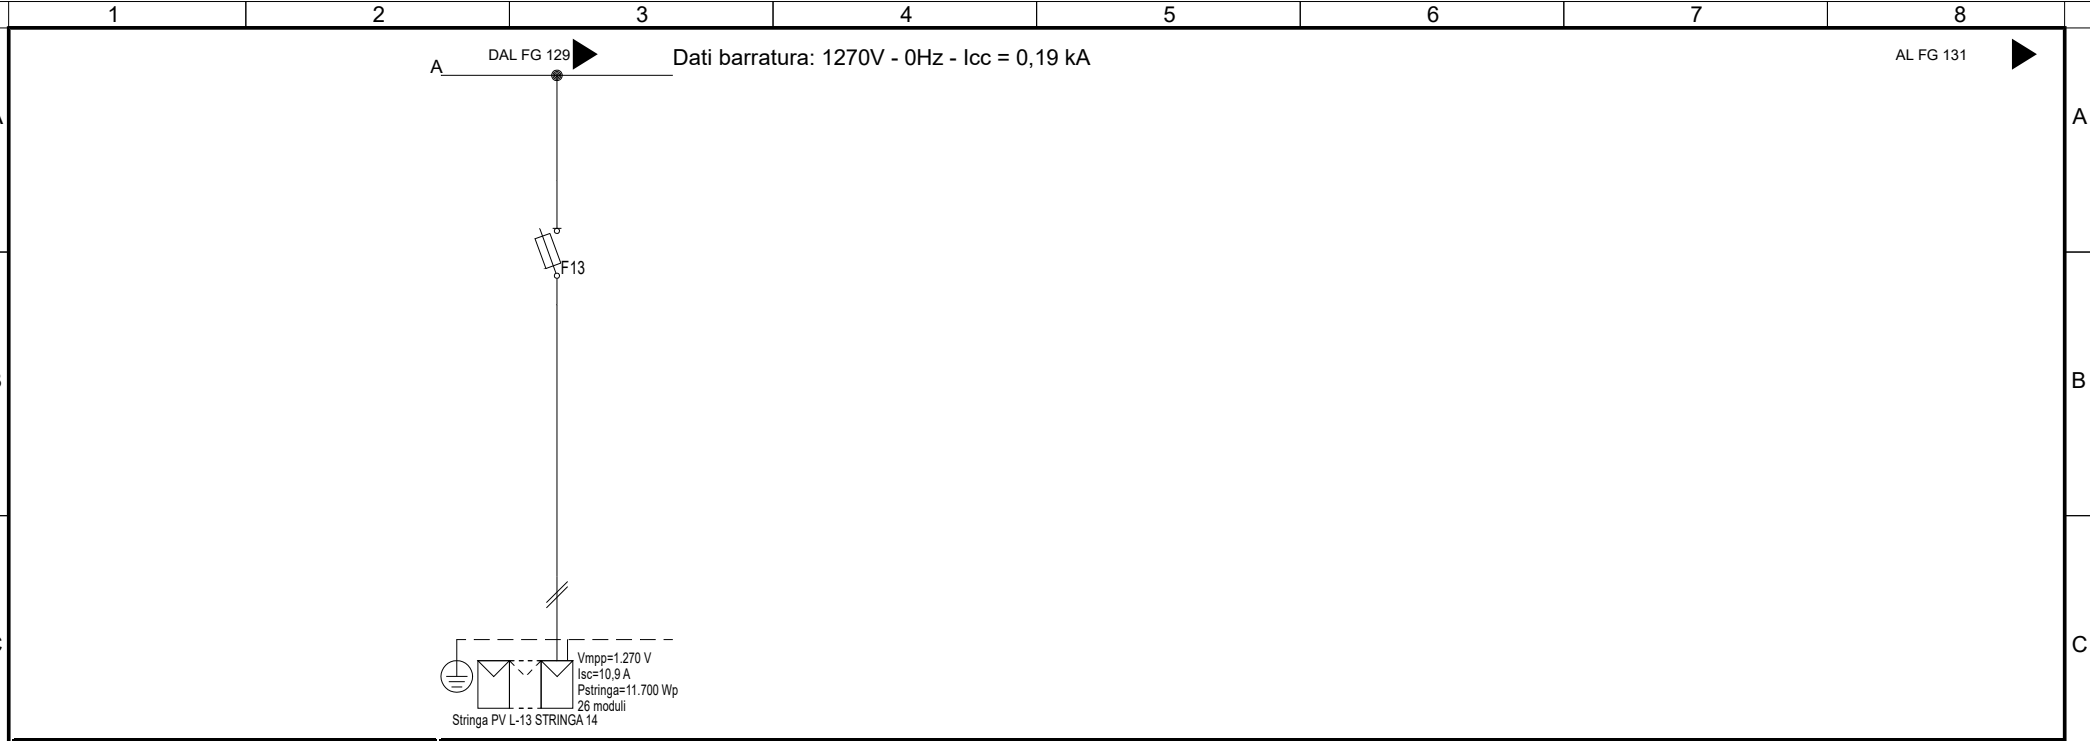 1 2 3 4 5 6 7 8
DAL FG 129
Dati barratura: 1270V - 0Hz - Icc = 0,19 kA
AL FG 131
A
A
F13
B
C
Vmpp=1.270 V
Isc=10,9 A
Pstringa=11.700 Wp
26 moduli
Stringa PV L-13 STRINGA 14